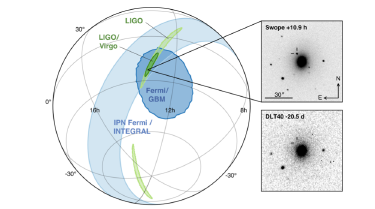 LIGO
LIGO/
Virgo
30°
Fermi/
GBM
0°
16h
12h
8h
IPN Fermi /
INTEGRAL
-30°
-30°
Swope +10.9 h
30"
N
E
DLT40 -20.5 d